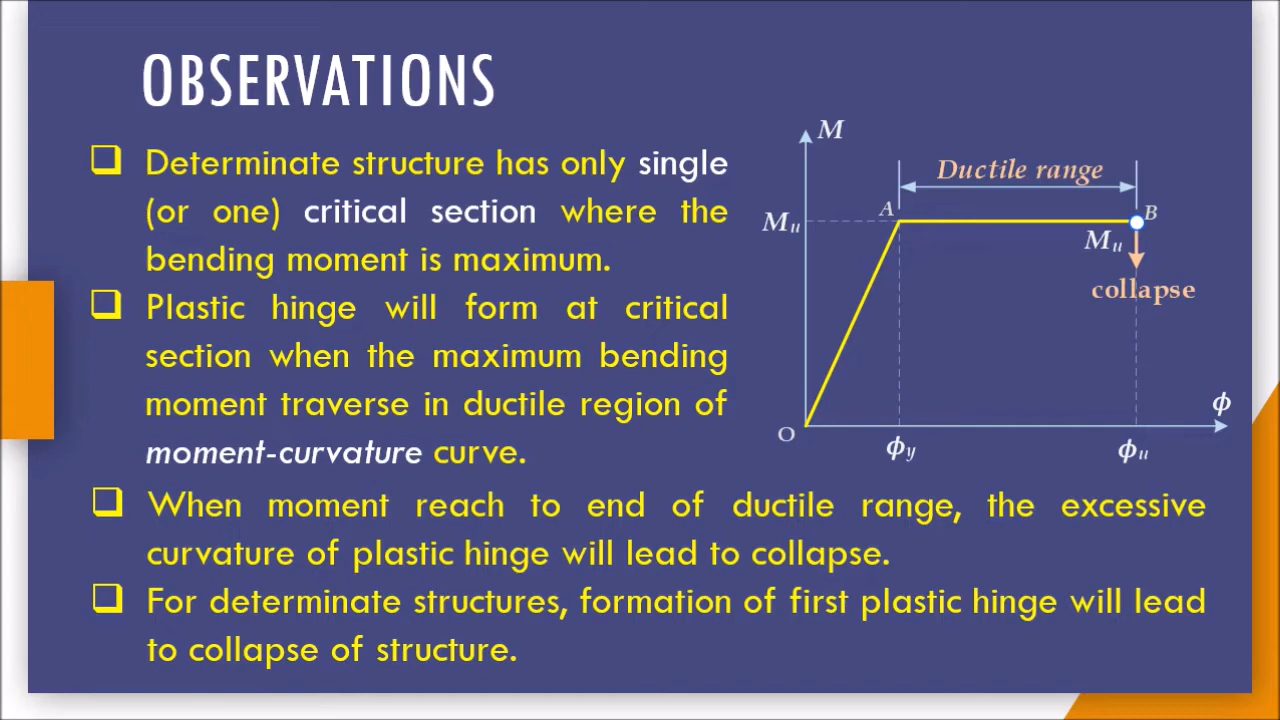 OBSERVATIONS
❑ Determinate structure has only single
(or one) critical section where the
bending moment is maximum.
❑ Plastic hinge will form at critical
section when the maximum bending
moment traverse in ductile region of
moment-curvature curve.
❑ When moment reach to end of ductile range, the excessive
curvature of plastic hinge will lead to collapse.
❑ For determinate structures, formation of first plastic hinge will lead
to collapse of structure.
M
Ductile range
A
B
Mu
Mu
collapse
ϕ
O
ϕy
ϕu